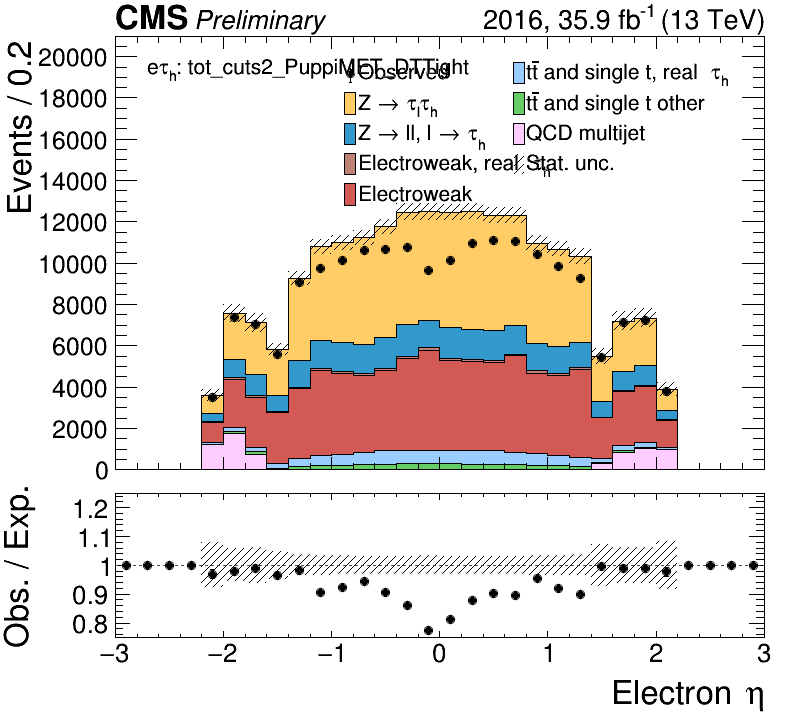 CMS Preliminary 2016, 35.9 fb⁻¹ (13 TeV)
Events / 0.2
20000
18000
16000
14000
12000
10000
8000
6000
4000
2000
0
eτₕ: tot_cuts2_PuppiMET_DTTight
Observed
Z → τₗτₕ
Z → ll, l → τₕ
Electroweak, real τₕ
Electroweak
tt̅ and single t, real τₕ
tt̅ and single t other
QCD multijet
Stat. unc.
Obs. / Exp.
1.2
1.1
1
0.9
0.8
−3 −2 −1 0 1 2 3
Electron η